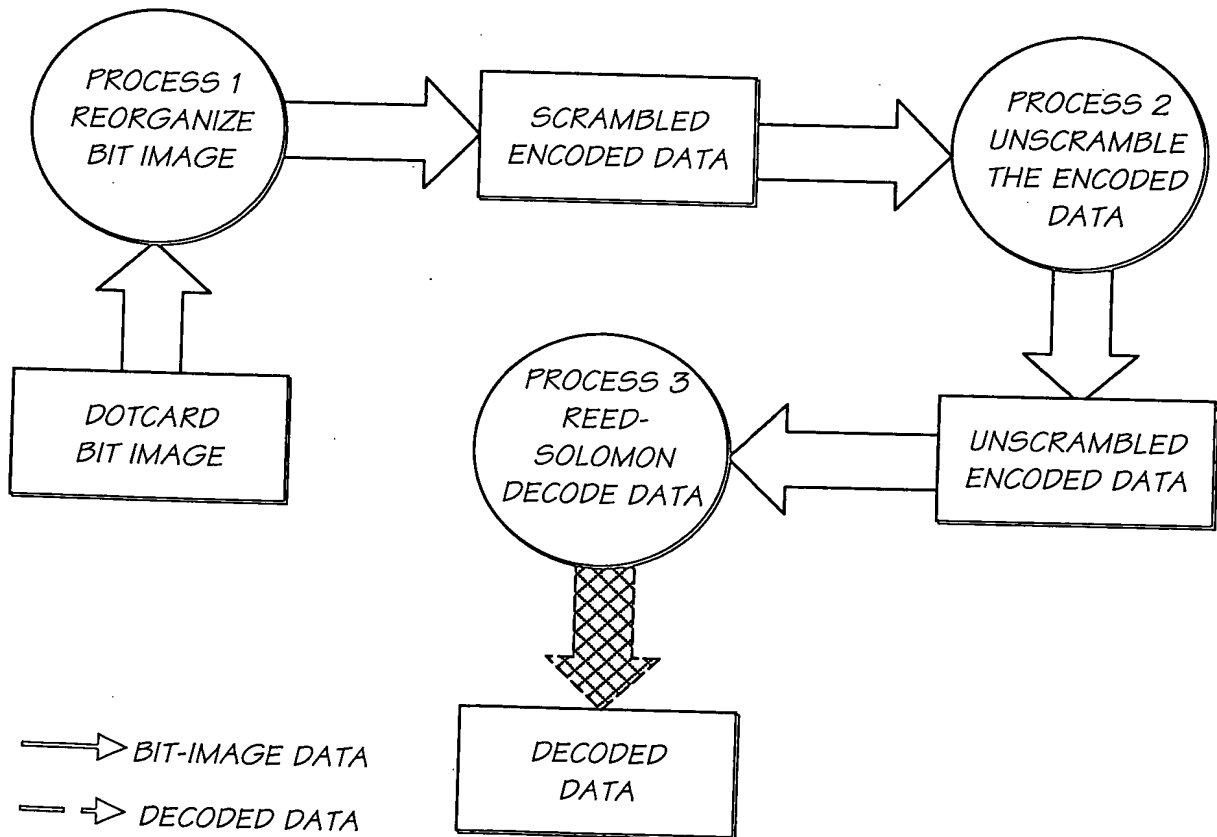 PROCESS 1
REORGANIZE
BIT IMAGE
SCRAMBLED
ENCODED DATA
PROCESS 2
UNSCRAMBLE
THE ENCODED
DATA
DOTCARD
BIT IMAGE
PROCESS 3
REED-
SOLOMON
DECODE DATA
UNSCRAMBLED
ENCODED DATA
DECODED
DATA
BIT-IMAGE DATA
DECODED DATA